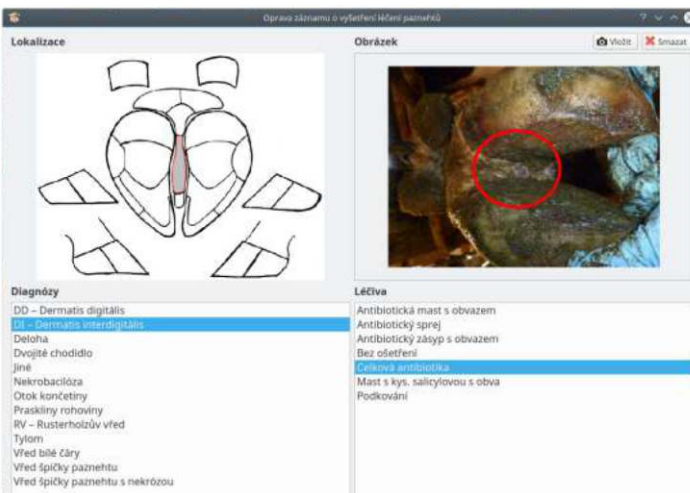 Oprava záznamu o vyšetření léčení paznehtů
Lokalizace
Obrázek
Vložit
Smazat
Diagnózy
DD – Dermatis digitális
DI – Dermatis interdigitális
Deloha
Dvojité chodidlo
Jiné
Nekrobacilóza
Otok končetiny
Praskliny rohoviny
RV – Rusterholzův vřed
Tylom
Vřed bílé čáry
Vřed špičky paznehtu
Vřed špičky paznehtu s nekrózou
Léčiva
Antibiotická mast s obvazem
Antibiotický sprej
Antibiotický zásyp s obvazem
Bez ošetření
Celková antibiotika
Mast s kys. salicylovou s obva
Podkování